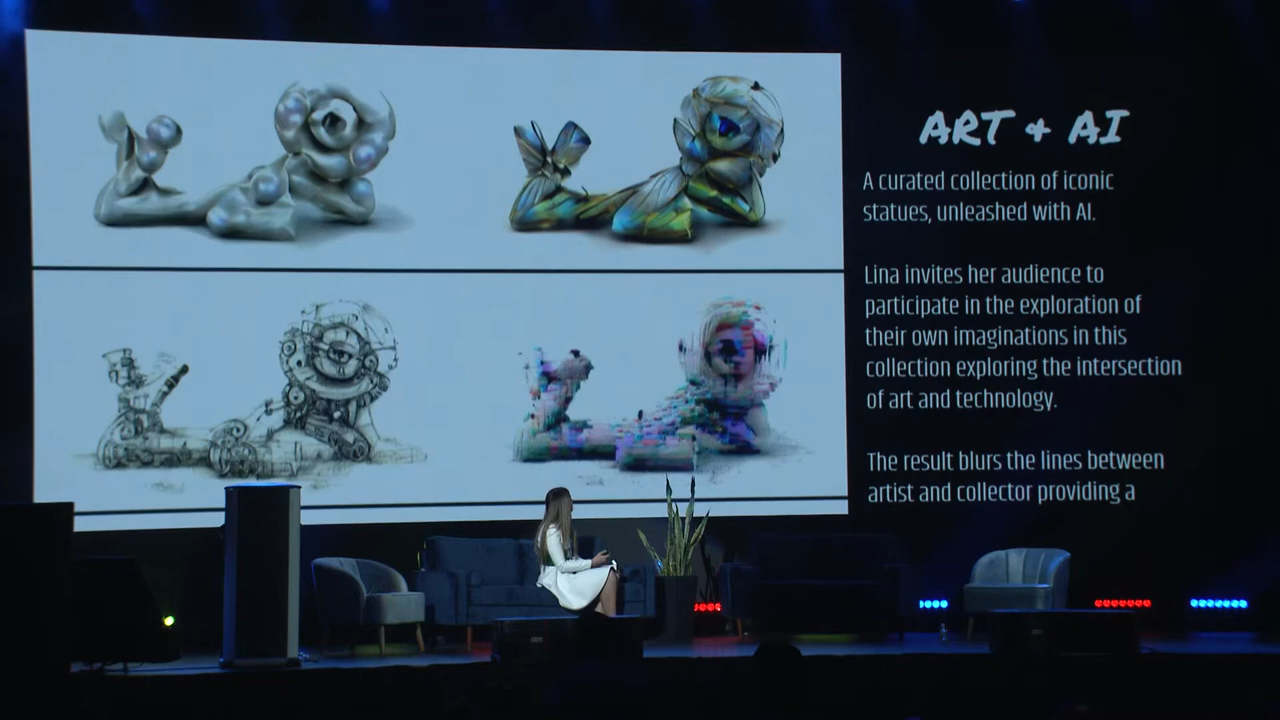 ART & AI
A curated collection of iconic
statues, unleashed with AI.
Lina invites her audience to
participate in the exploration of
their own imaginations in this
collection exploring the intersection
of art and technology.
The result blurs the lines between
artist and collector providing a